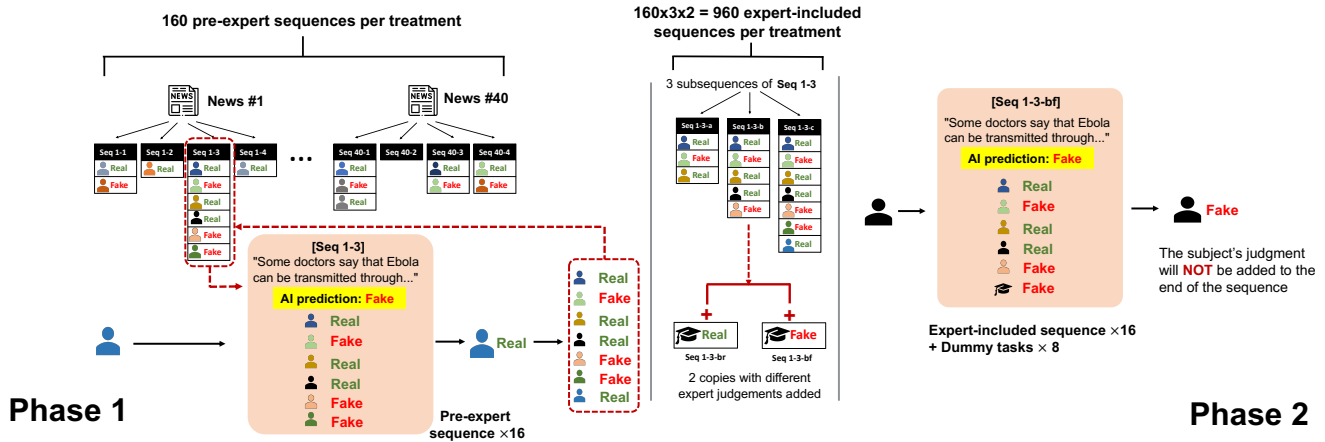 160 pre-expert sequences per treatment
NEWS
News #1
NEWS
News #40
Seq 1-1
Real
Fake
Seq 1-2
Real
Seq 1-3
Real
Fake
Real
Real
Fake
Fake
Seq 1-4
Real
...
Seq 40-1
Real
Fake
Real
Seq 40-2
Seq 40-3
Real
Fake
Seq 40-4
Real
Fake
[Seq 1-3]
"Some doctors say that Ebola
can be transmitted through..."
AI prediction: Fake
Real
Fake
Real
Real
Fake
Fake
Real
Real
Fake
Real
Real
Fake
Fake
Real
Pre-expert
sequence ×16
Phase 1
160x3x2 = 960 expert-included
sequences per treatment
3 subsequences of Seq 1-3
Seq 1-3-a
Real
Fake
Real
Seq 1-3-b
Real
Fake
Real
Real
Fake
Seq 1-3-c
Real
Fake
Real
Real
Fake
Fake
Real
+
Real
Seq 1-3-br
+
Fake
Seq 1-3-bf
2 copies with different
expert judgements added
[Seq 1-3-bf]
"Some doctors say that Ebola
can be transmitted through..."
AI prediction: Fake
Real
Fake
Real
Real
Fake
Fake
Fake
The subject's judgment
will NOT be added to the
end of the sequence
Expert-included sequence ×16
+ Dummy tasks × 8
Phase 2